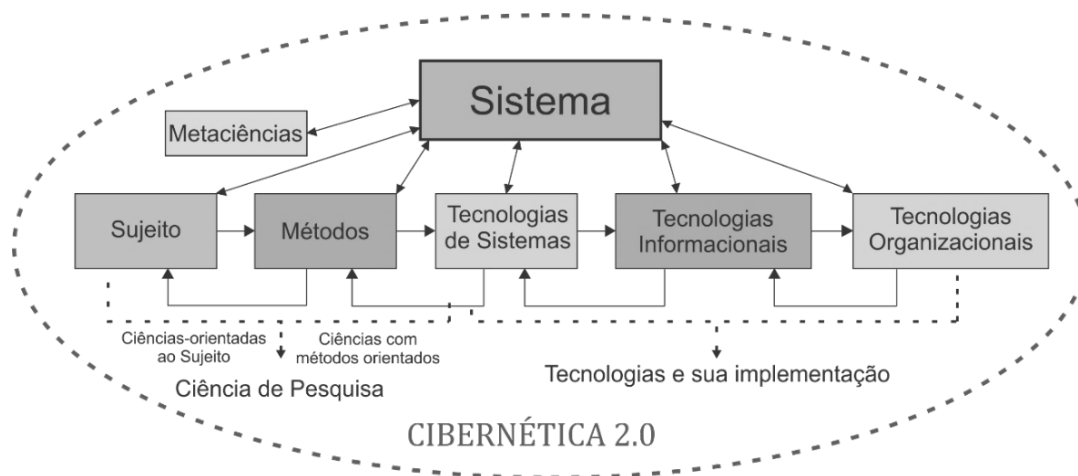 Sistema
Metaciências
Sujeito
Métodos
Tecnologias
de Sistemas
Tecnologias
Informacionais
Tecnologias
Organizacionais
Ciências-orientadas
ao Sujeito
Ciências com
métodos orientados
Ciência de Pesquisa
Tecnologias e sua implementação
CIBERNÉTICA 2.0